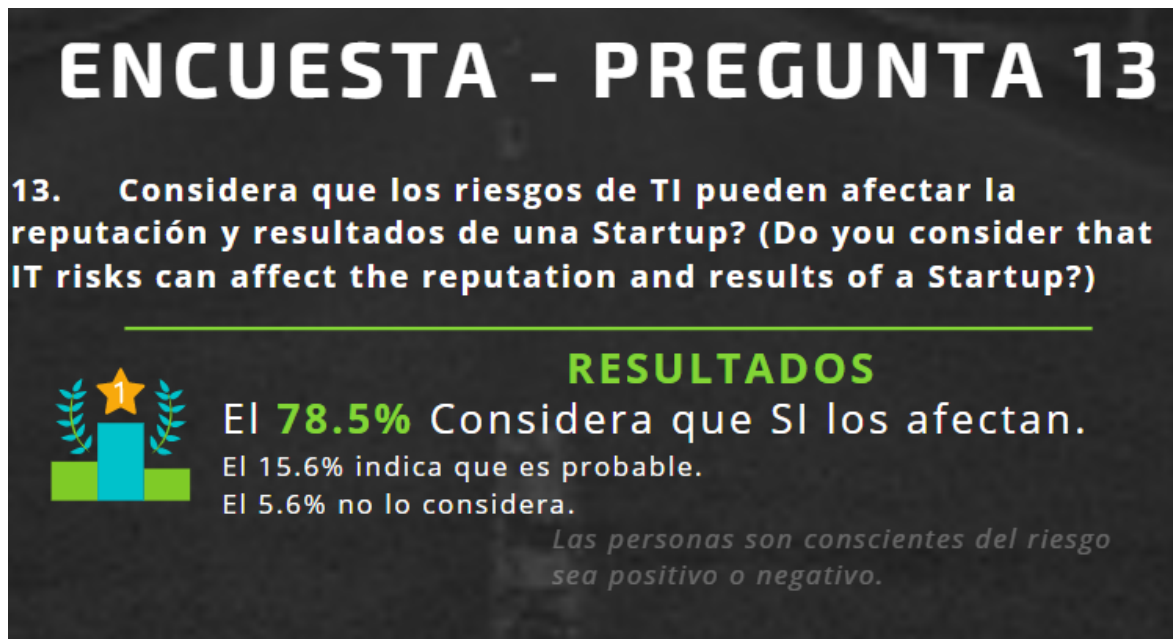 ENCUESTA - PREGUNTA 13
13. Considera que los riesgos de TI pueden afectar la
reputación y resultados de una Startup? (Do you consider that
IT risks can affect the reputation and results of a Startup?)
RESULTADOS
1
El 78.5% Considera que SI los afectan.
El 15.6% indica que es probable.
El 5.6% no lo considera.
Las personas son conscientes del riesgo
sea positivo o negativo.